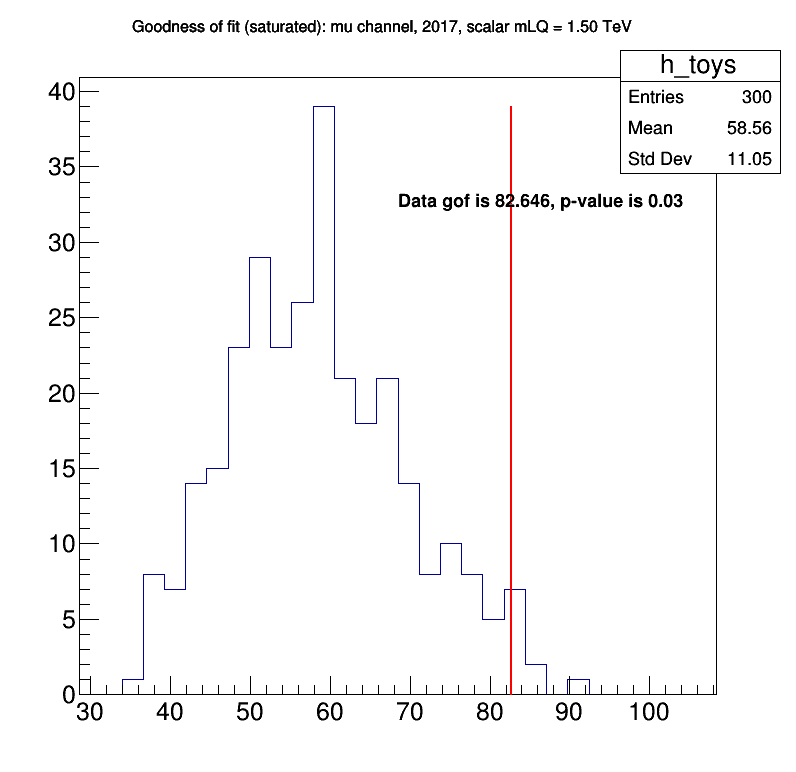 Goodness of fit (saturated): mu channel, 2017, scalar mLQ = 1.50 TeV
h_toys
Entries 300
Mean 58.56
Std Dev 11.05
Data gof is 82.646, p-value is 0.03
40
35
30
25
20
15
10
5
0
30 40 50 60 70 80 90 100